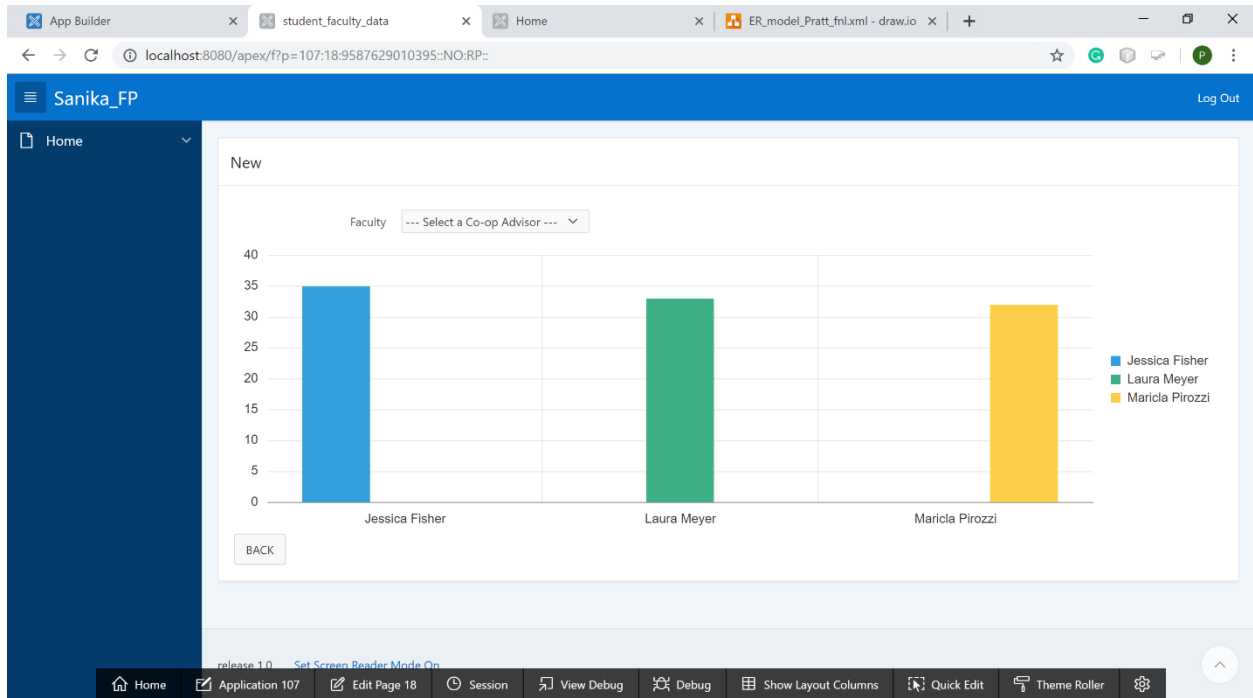 App Builder
student_faculty_data
Home
ER_model_Pratt_fnl.xml - draw.io
localhost:8080/apex/f?p=107:18:9587629010395::NO:RP::
G
P
Sanika_FP
Log Out
Home
New
Faculty
--- Select a Co-op Advisor ---
40
35
30
25
20
15
10
5
0
Jessica Fisher
Laura Meyer
Maricla Pirozzi
Jessica Fisher
Laura Meyer
Maricla Pirozzi
BACK
release 1.0
Set Screen Reader Mode On
Home
Application 107
Edit Page 18
Session
View Debug
Debug
Show Layout Columns
Quick Edit
Theme Roller